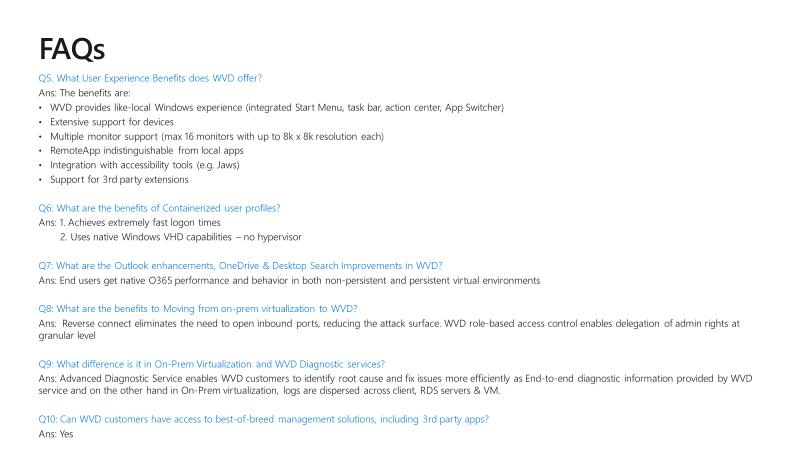 FAQs
Q5. What User Experience Benefits does WVD offer?
Ans: The benefits are:
• WVD provides like-local Windows experience (integrated Start Menu, task bar, action center, App Switcher)
• Extensive support for devices
• Multiple monitor support (max 16 monitors with up to 8k x 8k resolution each)
• RemoteApp indistinguishable from local apps
• Integration with accessibility tools (e.g. Jaws)
• Support for 3rd party extensions
Q6: What are the benefits of Containerized user profiles?
Ans: 1. Achieves extremely fast logon times
2. Uses native Windows VHD capabilities – no hypervisor
Q7: What are the Outlook enhancements, OneDrive & Desktop Search Improvements in WVD?
Ans: End users get native O365 performance and behavior in both non-persistent and persistent virtual environments
Q8: What are the benefits to Moving from on-prem virtualization to WVD?
Ans: Reverse connect eliminates the need to open inbound ports, reducing the attack surface. WVD role-based access control enables delegation of admin rights at
granular level
Q9: What difference is it in On-Prem Virtualization and WVD Diagnostic services?
Ans: Advanced Diagnostic Service enables WVD customers to identify root cause and fix issues more efficiently as End-to-end diagnostic information provided by WVD
service and on the other hand in On-Prem virtualization, logs are dispersed across client, RDS servers & VM.
Q10: Can WVD customers have access to best-of-breed management solutions, including 3rd party apps?
Ans: Yes